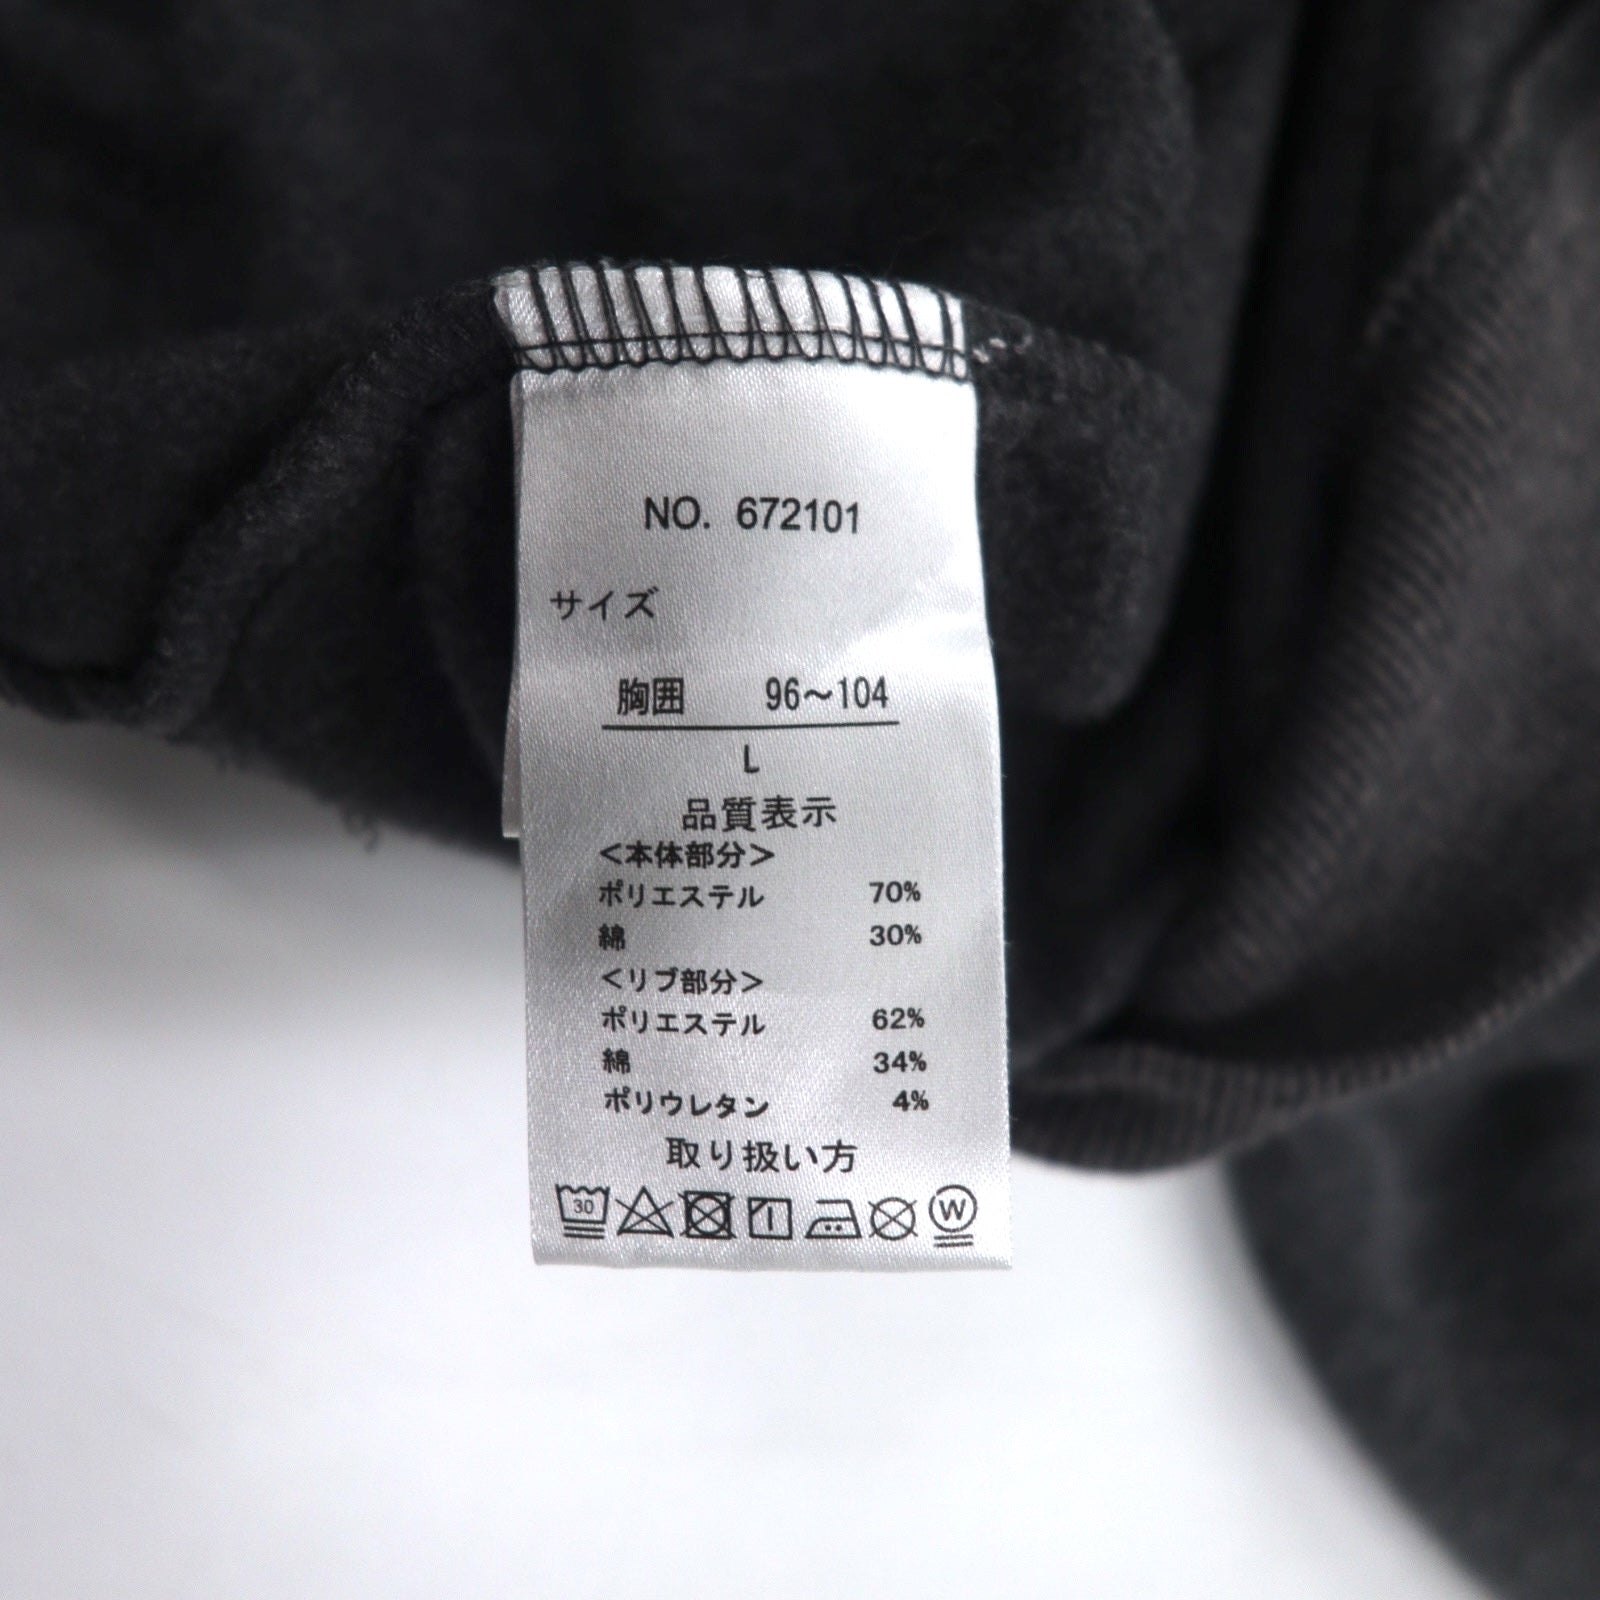 NO. 672101
サイズ
胸囲 96～104
L
品質表示
<本体部分>
ポリエステル 70%
綿 30%
<リブ部分>
ポリエステル 62%
綿 34%
ポリウレタン 4%
取り扱い方
30 W